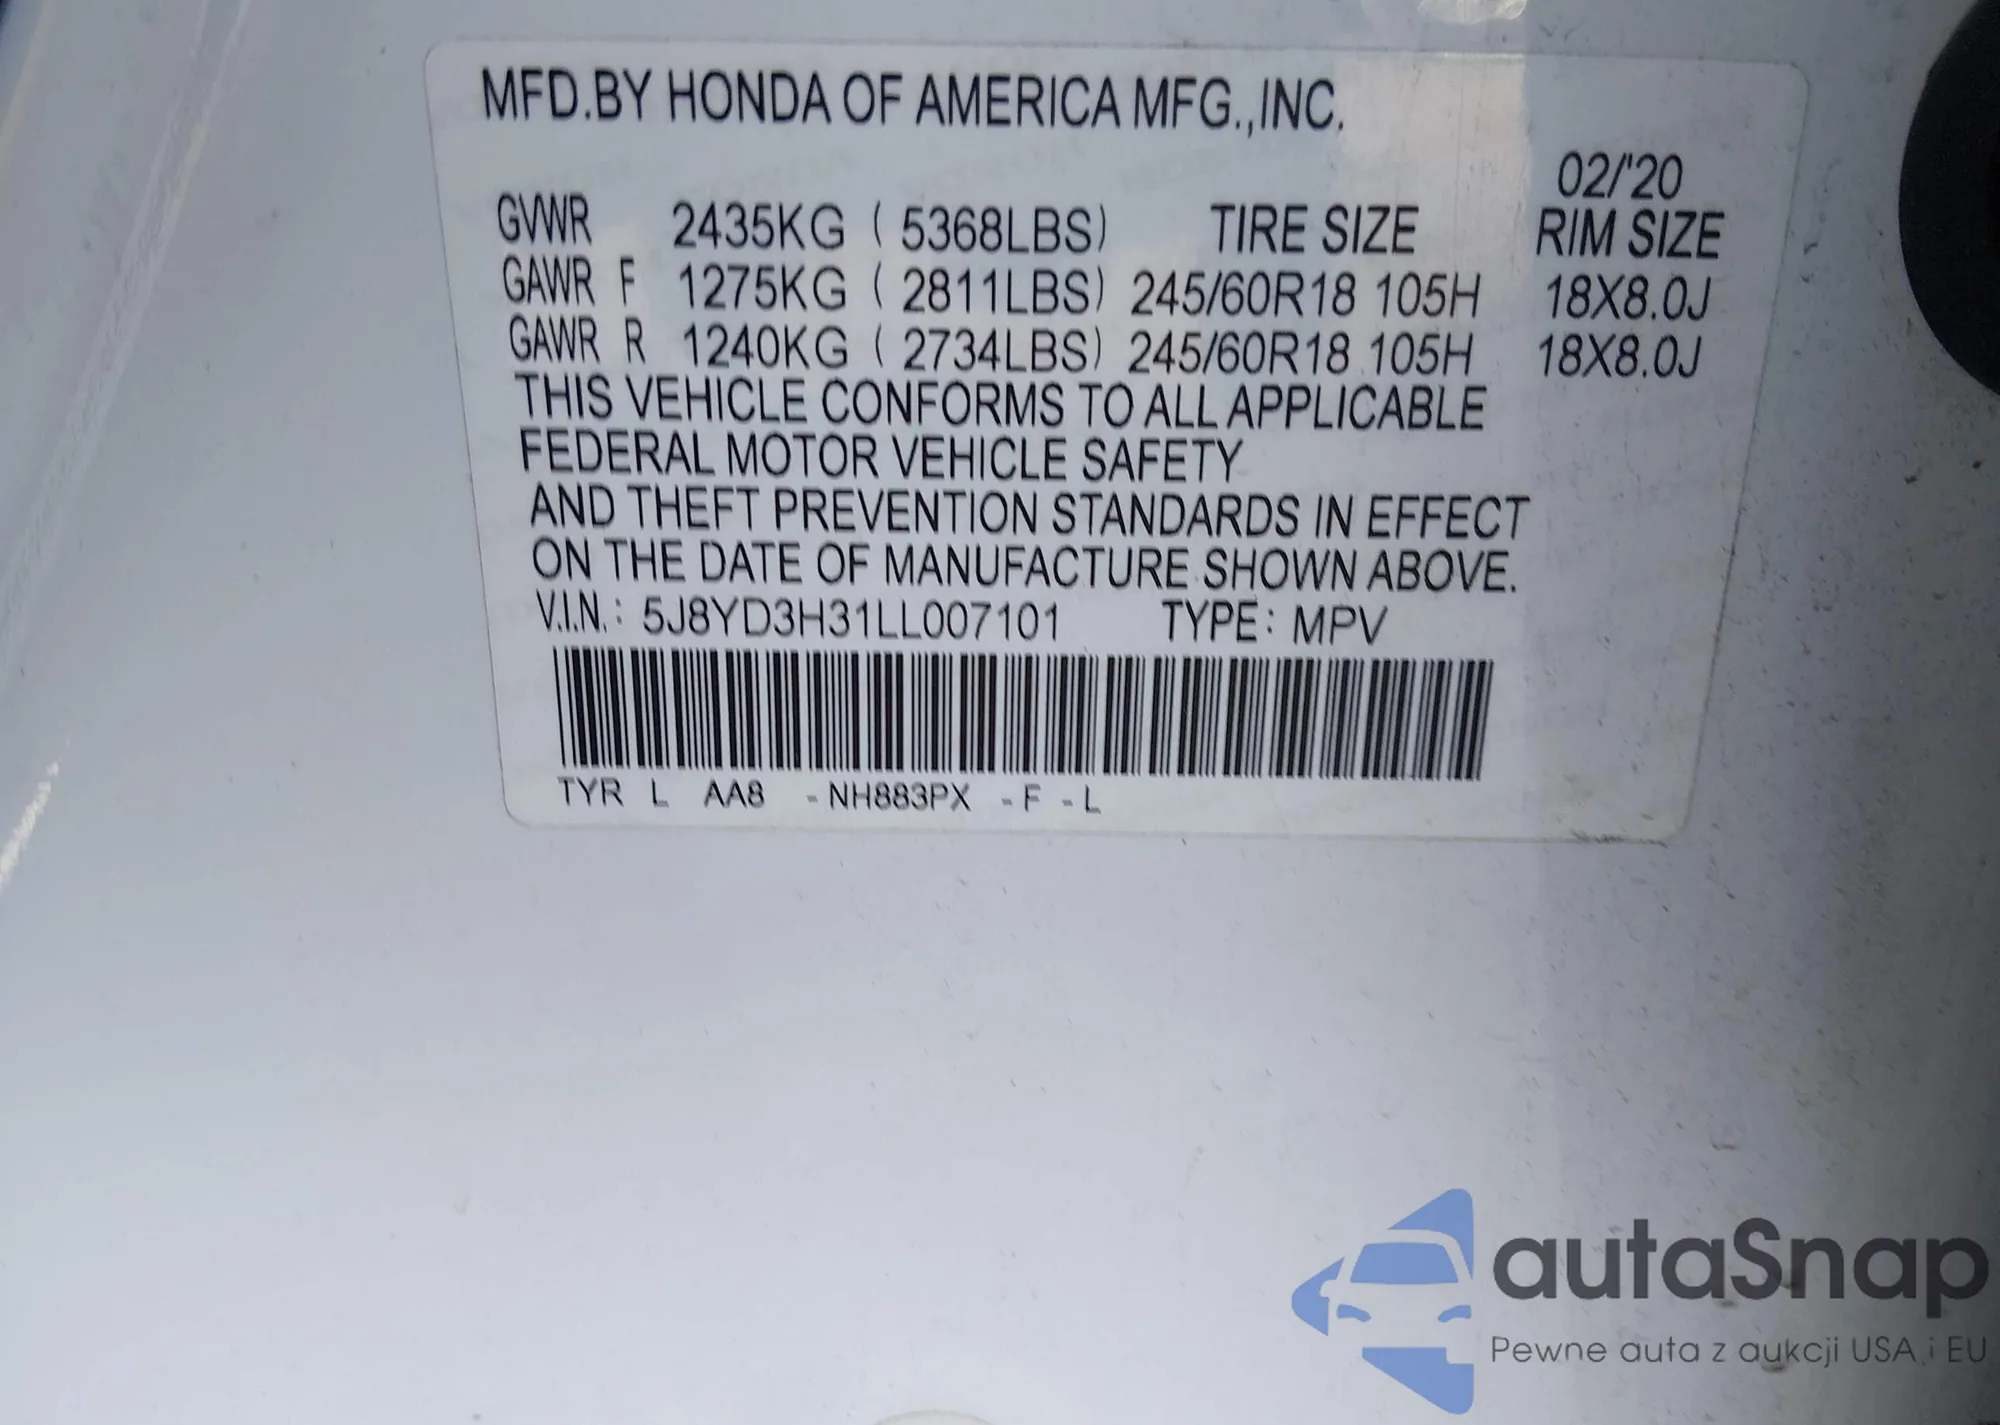 MFD.BY HONDA OF AMERICA MFG.,INC.
02/'20
GVWR 2435KG ( 5368LBS) TIRE SIZE RIM SIZE
GAWR F 1275KG ( 2811LBS) 245/60R18 105H 18X8.0J
GAWR R 1240KG ( 2734LBS) 245/60R18 105H 18X8.0J
THIS VEHICLE CONFORMS TO ALL APPLICABLE
FEDERAL MOTOR VEHICLE SAFETY
AND THEFT PREVENTION STANDARDS IN EFFECT
ON THE DATE OF MANUFACTURE SHOWN ABOVE.
V.I.N.: 5J8YD3H31LL007101 TYPE: MPV
TYR L AA8 -NH883PX -F -L
autaSnap
Pewne auta z aukcji USA i EU